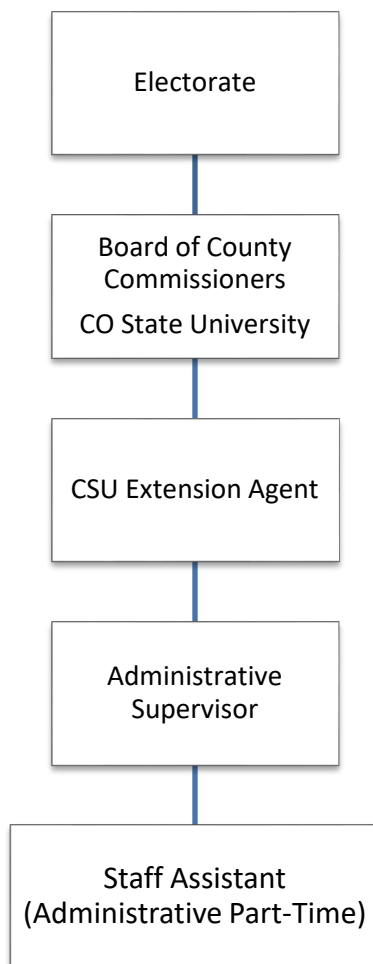 Electorate
Board of County
Commissioners
CO State University
CSU Extension Agent
Administrative
Supervisor
Staff Assistant
(Administrative Part-Time)